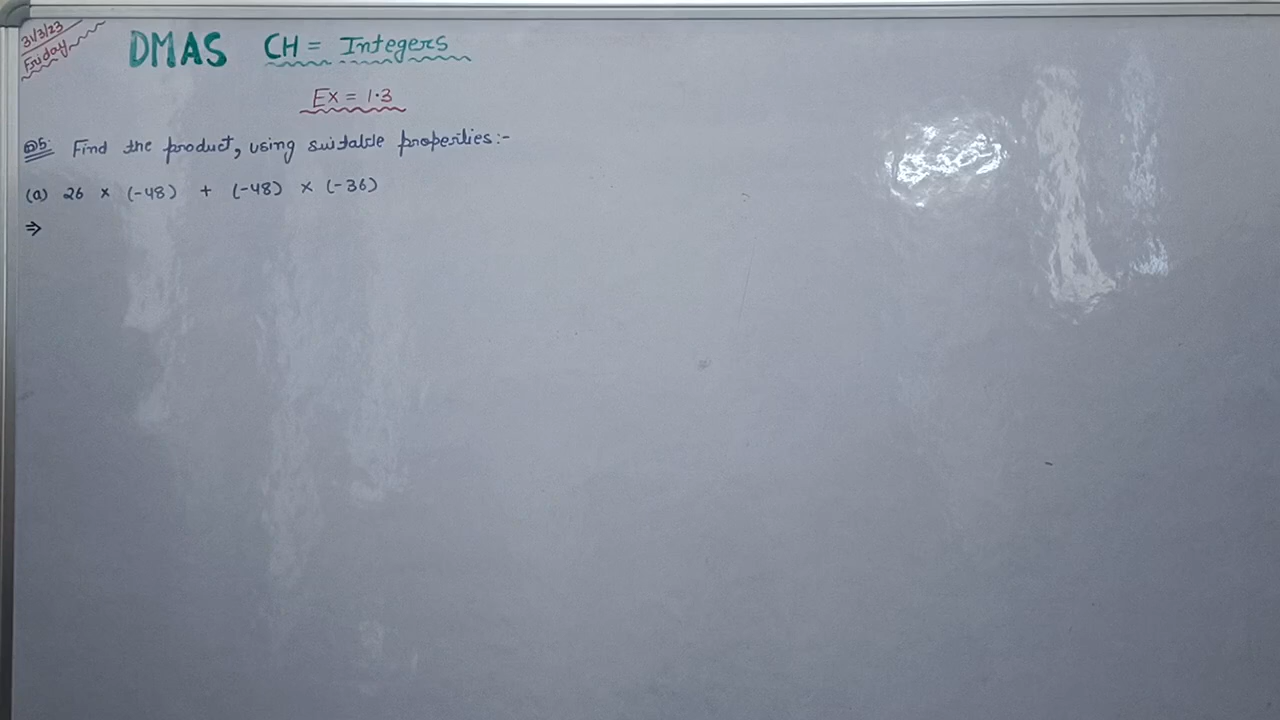 31/3/23
Friday
DMAS CH = Integers
Ex = 1.3
Q5. Find the product, using suitable properties:-
(a) 26 × (-48) + (-48) × (-36)
⇒